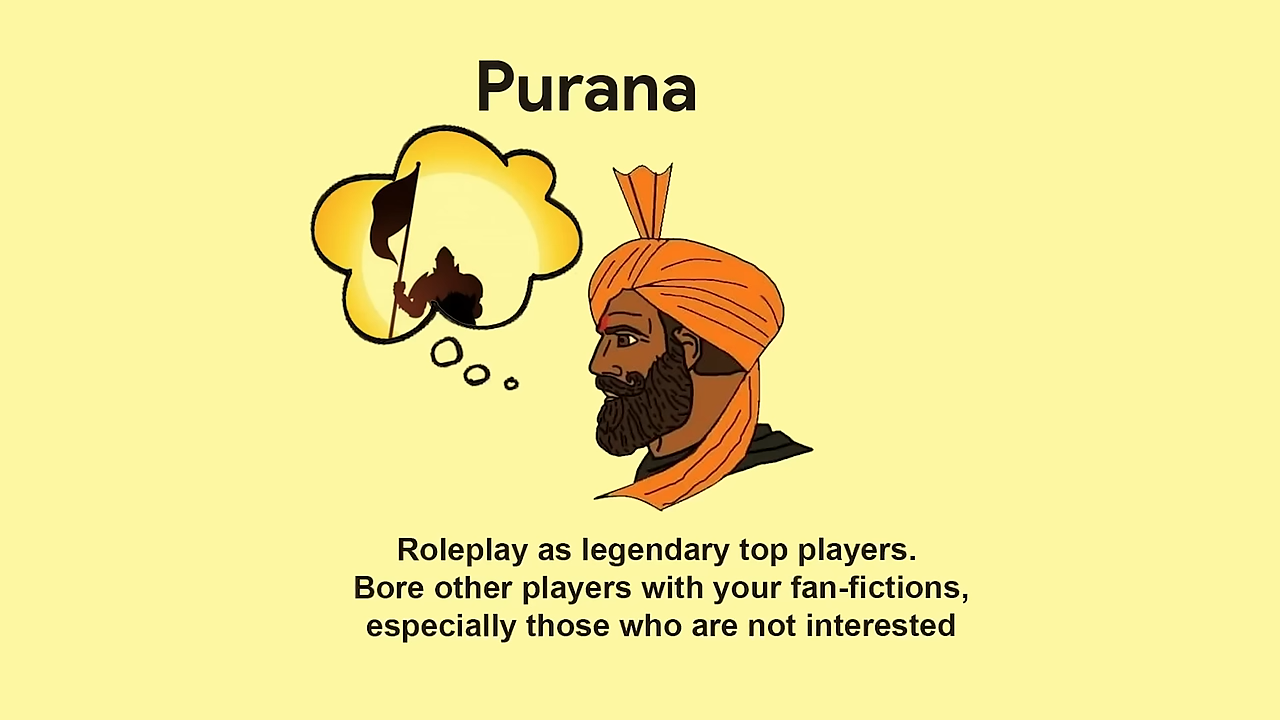 Purana
Roleplay as legendary top players.
Bore other players with your fan-fictions,
especially those who are not interested